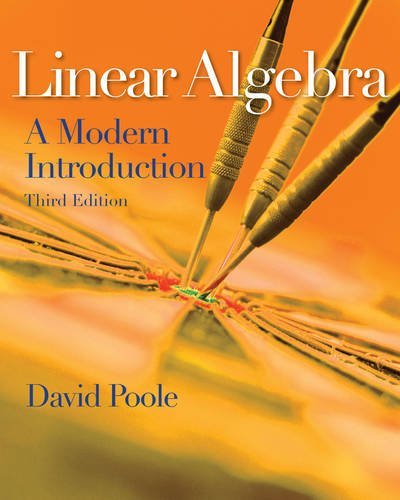 Linear Algebra
A Modern
Introduction
Third Edition
David Poole